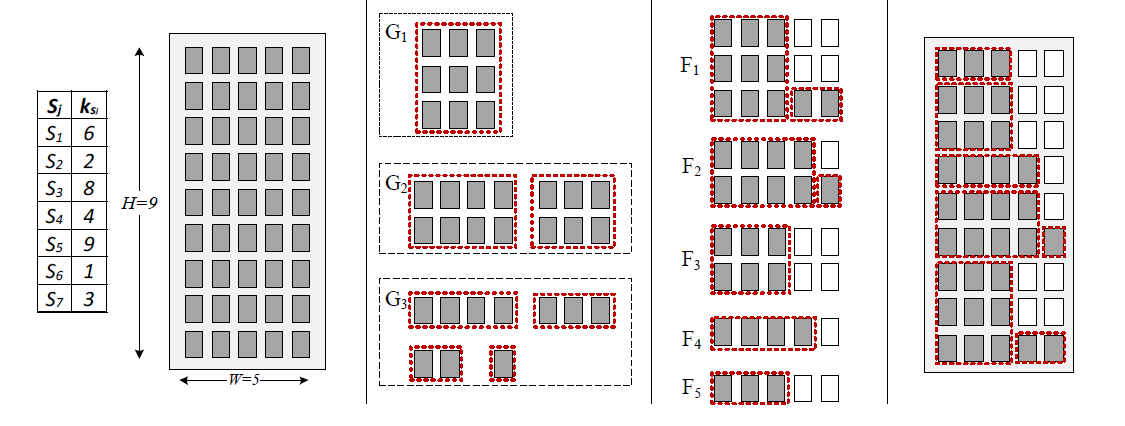 Sj ksi
S1 6
S2 2
S3 8
S4 4
S5 9
S6 1
S7 3
H=9
W=5
G1
G2
G3
F1
F2
F3
F4
F5